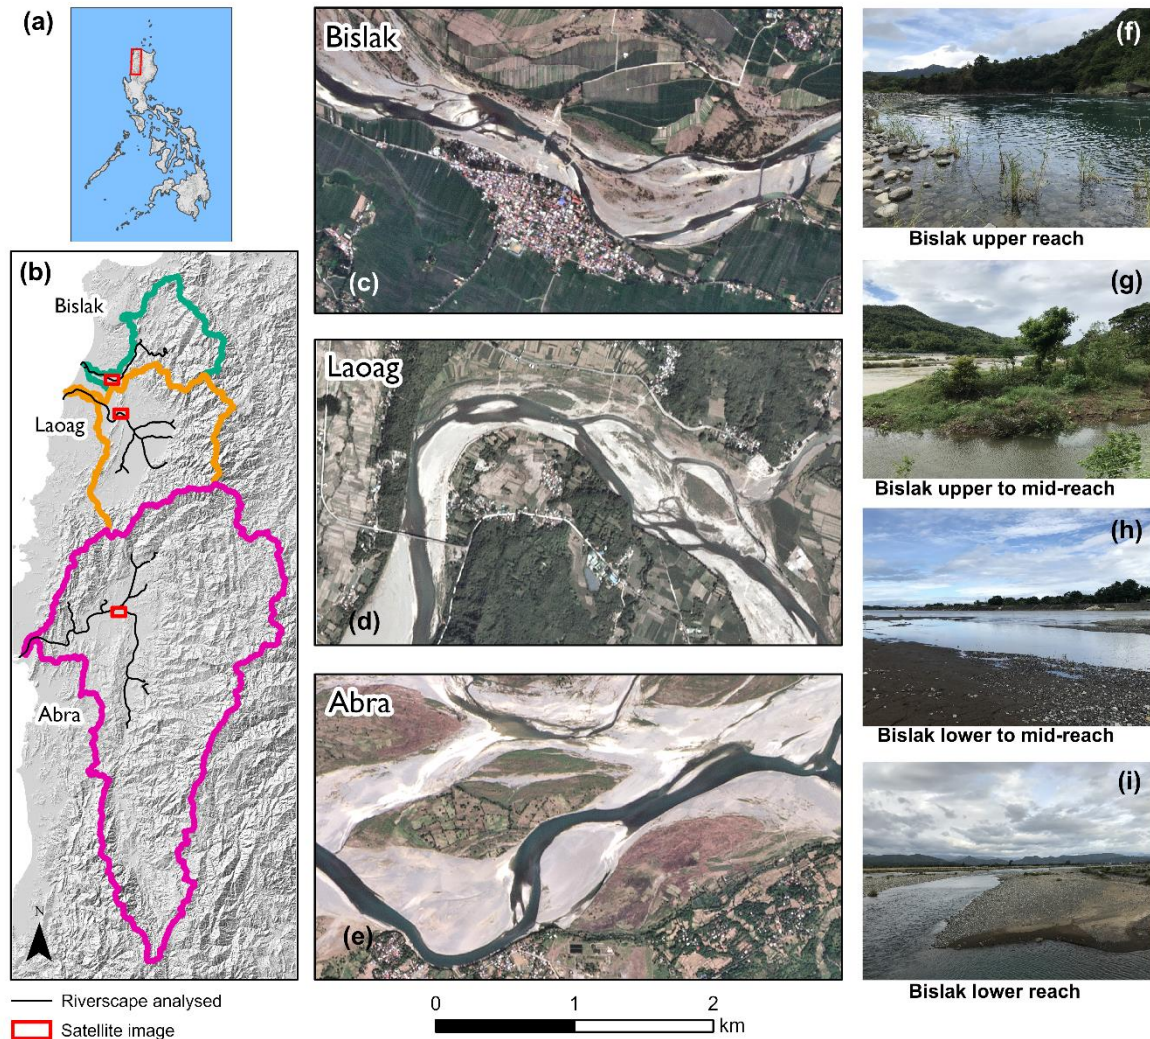 (a)
(b)
Bislak
Laoag
Abra
N
Riverscape analysed
Satellite image
Bislak
(c)
Laoag
(d)
Abra
(e)
0
1
2
km
(f)
Bislak upper reach
(g)
Bislak upper to mid-reach
(h)
Bislak lower to mid-reach
(i)
Bislak lower reach